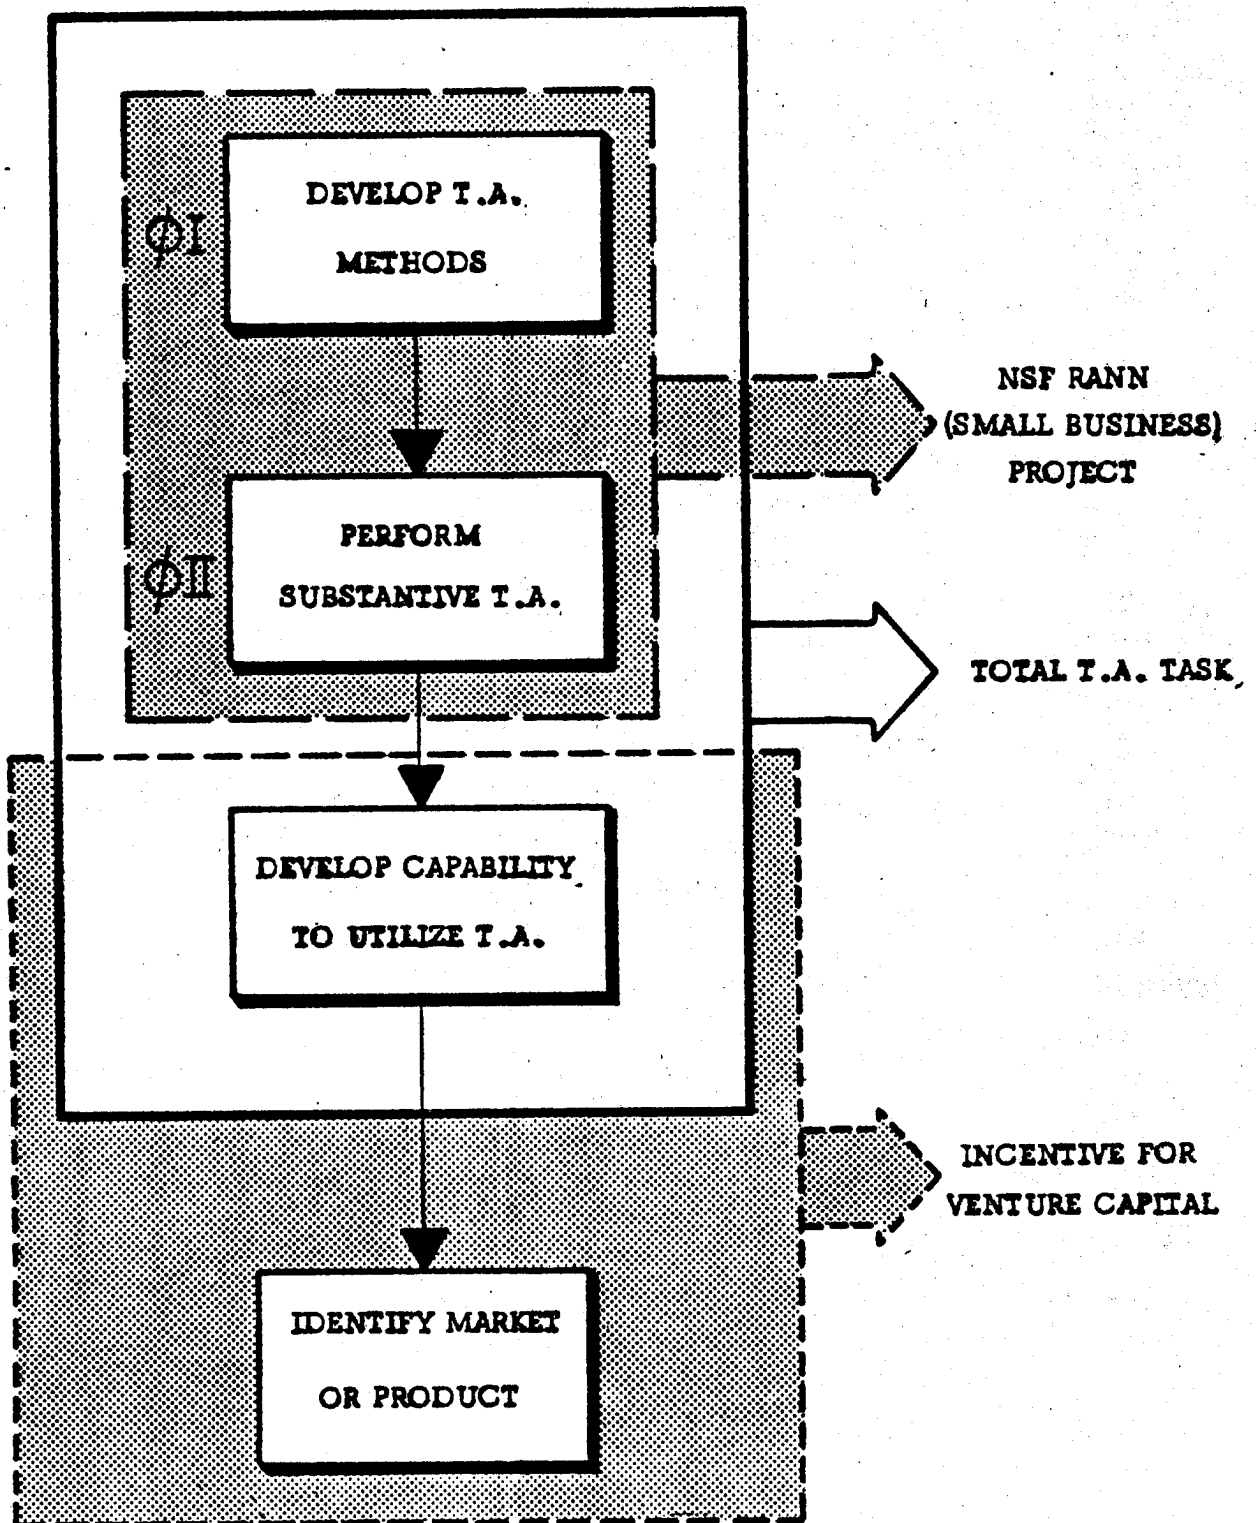 DEVELOP T.A.
METHODS
ϕI
NSF RANN
(SMALL BUSINESS)
PROJECT
PERFORM
SUBSTANTIVE T.A.
ϕII
TOTAL T.A. TASK
DEVELOP CAPABILITY
TO UTILIZE T.A.
INCENTIVE FOR
VENTURE CAPITAL
IDENTIFY MARKET
OR PRODUCT